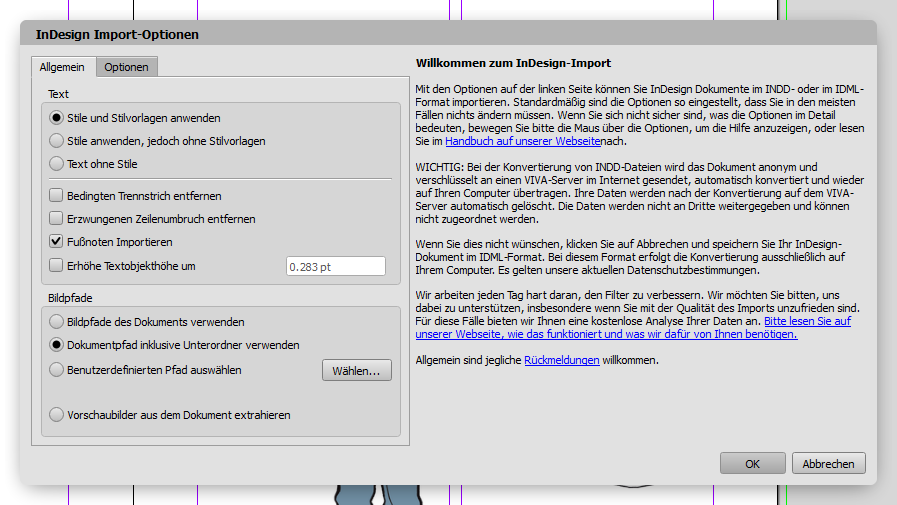 InDesign Import-Optionen
Allgemein
Optionen
Text
Stile und Stilvorlagen anwenden
Stile anwenden, jedoch ohne Stilvorlagen
Text ohne Stile
Bedingten Trennstrich entfernen
Erzwungenen Zeilenumbruch entfernen
Fußnoten Importieren
Erhöhe Textobjekthöhe um
0.283 pt
Bildpfade
Bildpfade des Dokuments verwenden
Dokumentpfad inklusive Unterordner verwenden
Benutzerdefinierten Pfad auswählen
Wählen...
Vorschaubilder aus dem Dokument extrahieren
Willkommen zum InDesign-Import
Mit den Optionen auf der linken Seite können Sie InDesign Dokumente im INDD- oder im IDML-
Format importieren. Standardmäßig sind die Optionen so eingestellt, dass Sie in den meisten
Fällen nichts ändern müssen. Wenn Sie sich nicht sicher sind, was die Optionen im Detail
bedeuten, bewegen Sie bitte die Maus über die Optionen, um die Hilfe anzuzeigen, oder lesen
Sie im Handbuch auf unserer Webseitenach.
WICHTIG: Bei der Konvertierung von INDD-Dateien wird das Dokument anonym und
verschlüsselt an einen VIVA-Server im Internet gesendet, automatisch konvertiert und wieder
auf Ihren Computer übertragen. Ihre Daten werden nach der Konvertierung auf dem VIVA-
Server automatisch gelöscht. Die Daten werden nicht an Dritte weitergegeben und können
nicht zugeordnet werden.
Wenn Sie dies nicht wünschen, klicken Sie auf Abbrechen und speichern Sie Ihr InDesign-
Dokument im IDML-Format. Bei diesem Format erfolgt die Konvertierung ausschließlich auf
Ihrem Computer. Es gelten unsere aktuellen Datenschutzbestimmungen.
Wir arbeiten jeden Tag hart daran, den Filter zu verbessern. Wir möchten Sie bitten, uns
dabei zu unterstützen, insbesondere wenn Sie mit der Qualität des Imports unzufrieden sind.
Für diese Fälle bieten wir Ihnen eine kostenlose Analyse Ihrer Daten an. Bitte lesen Sie auf
unserer Webseite, wie das funktioniert und was wir dafür von Ihnen benötigen.
Allgemein sind jegliche Rückmeldungen willkommen.
OK
Abbrechen